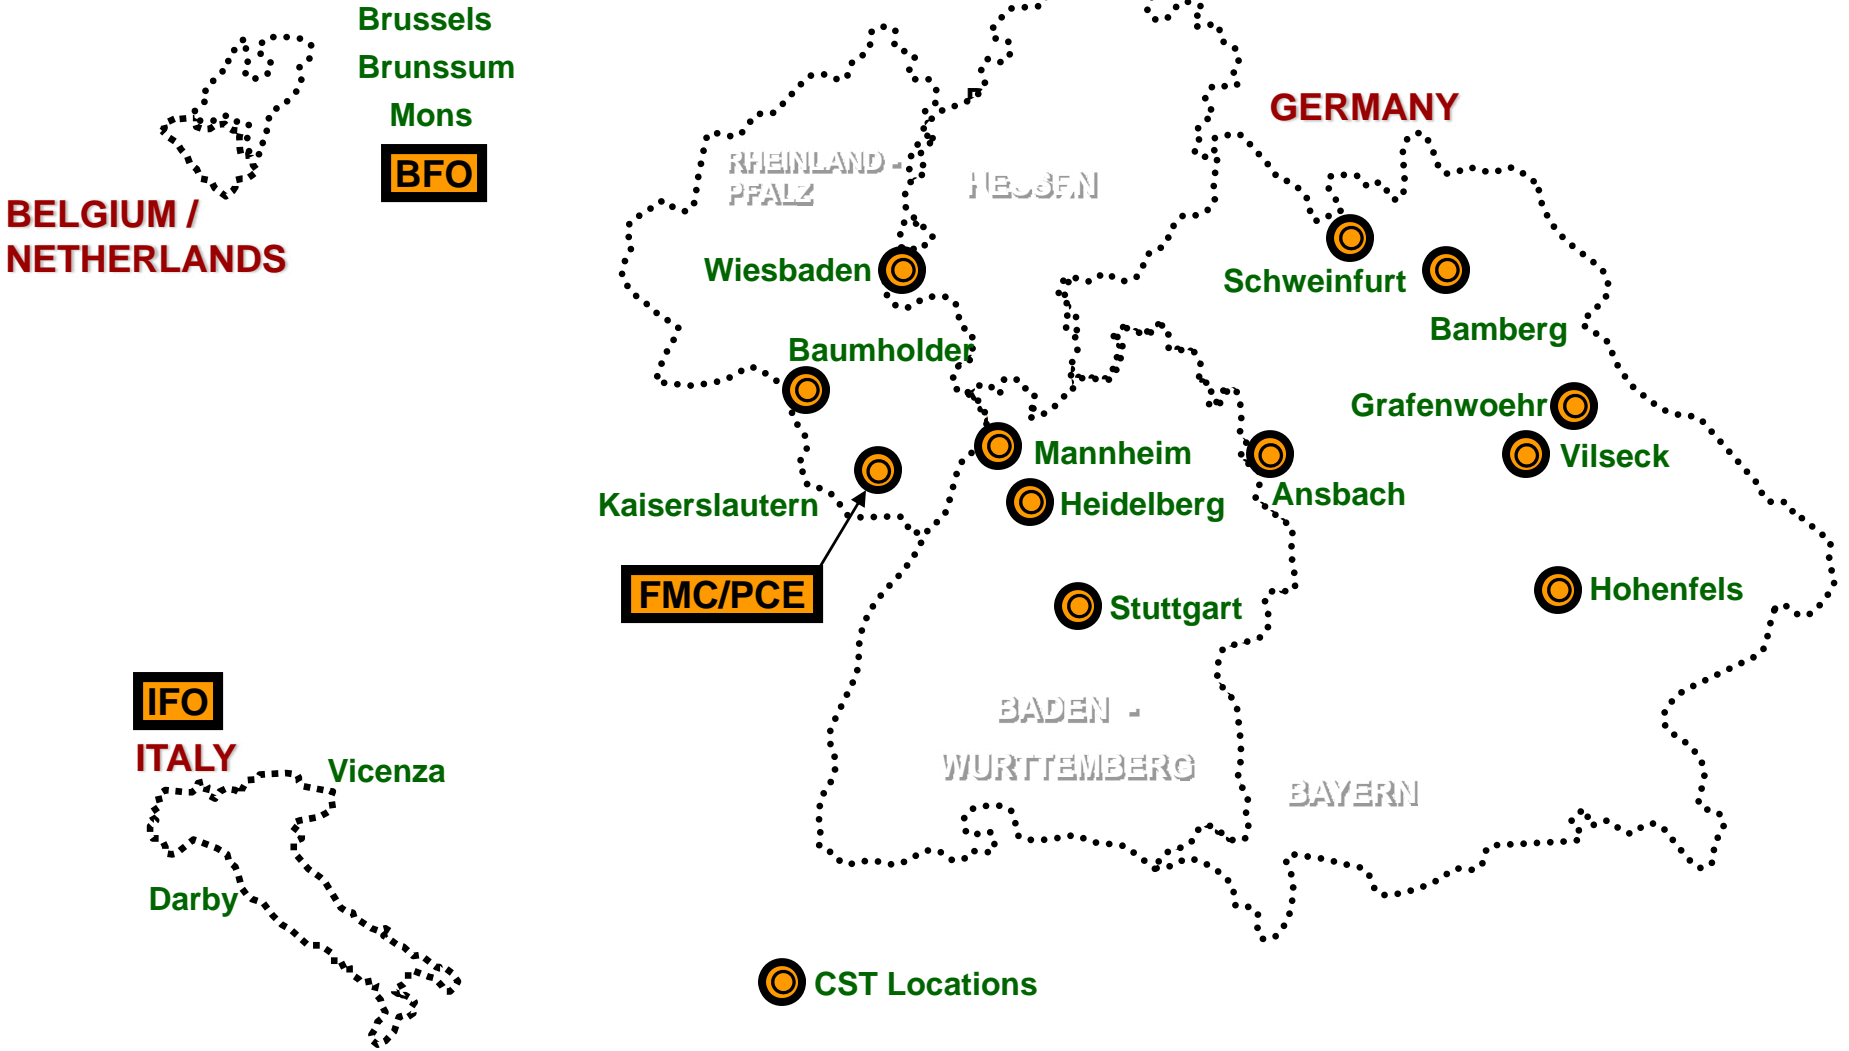 Brussels
Brunssum
Mons
BFO
BELGIUM /
NETHERLANDS
GERMANY
RHEINLAND -
PFALZ
HESSEN
Wiesbaden
Schweinfurt
Bamberg
Baumholder
Grafenwoehr
Mannheim
Vilseck
Kaiserslautern
Heidelberg
Ansbach
FMC/PCE
Stuttgart
Hohenfels
IFO
ITALY
Vicenza
BADEN -
WURTTEMBERG
BAYERN
Darby
CST Locations